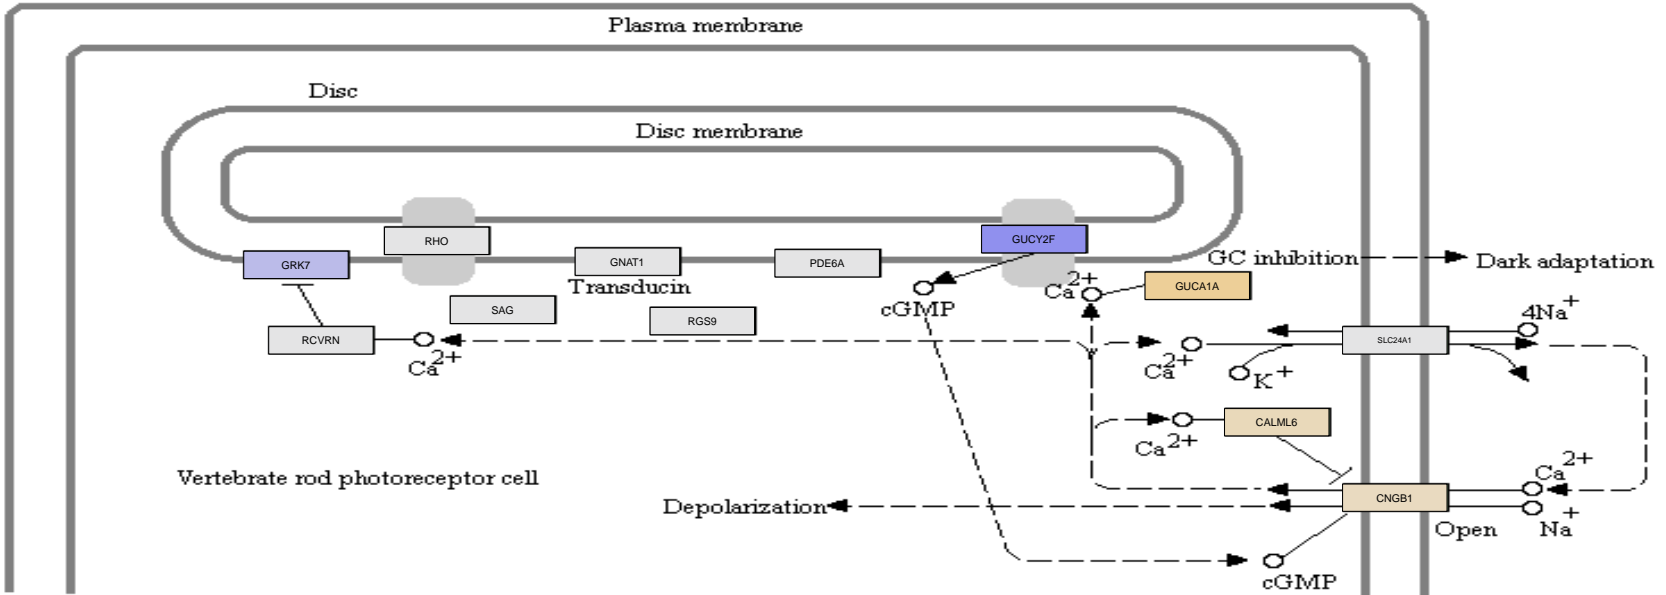 Plasma membrane
Disc
Disc membrane
RHO
GUCY2F
GRK7
GNAT1
PDE6A
GC inhibition
Dark adaptation
Transducin
Ca2+
GUCA1A
cGMP
SAG
RGS9
4Na+
RCVRN
Ca2+
SLC24A1
Ca2+
K+
CALML6
Ca2+
Vertebrate rod photoreceptor cell
Ca2+
CNGB1
Depolarization
Open
Na+
cGMP